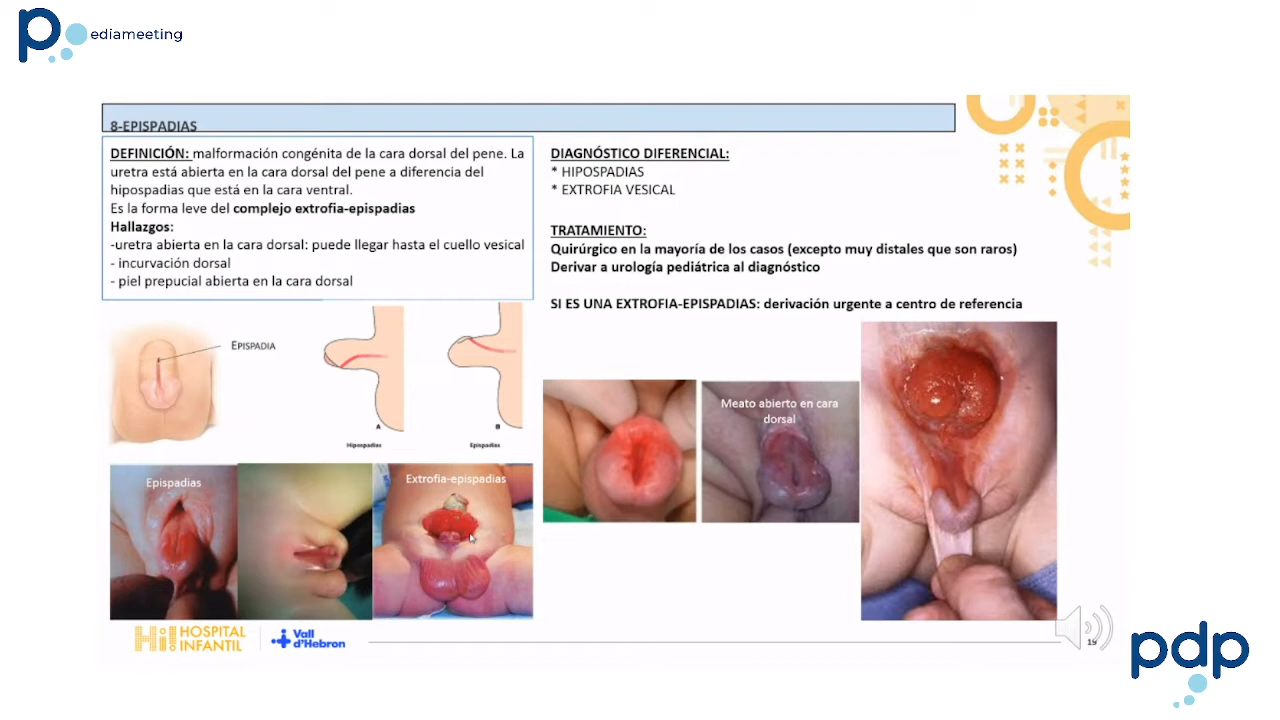 ediameeting
8-EPISPADIAS
DEFINICIÓN: malformación congénita de la cara dorsal del pene. La
uretra está abierta en la cara dorsal del pene a diferencia del
hipospadias que está en la cara ventral.
Es la forma leve del complejo extrofia-epispadias
Hallazgos:
-uretra abierta en la cara dorsal: puede llegar hasta el cuello vesical
- incurvación dorsal
- piel prepucial abierta en la cara dorsal
DIAGNÓSTICO DIFERENCIAL:
* HIPOSPADIAS
* EXTROFIA VESICAL
TRATAMIENTO:
Quirúrgico en la mayoría de los casos (excepto muy distales que son raros)
Derivar a urología pediátrica al diagnóstico
SI ES UNA EXTROFIA-EPISPADIAS: derivación urgente a centro de referencia
EPISPADIA
A
B
Hipospadias
Epispadias
Meato abierto en cara
dorsal
Epispadias
Extrofia-epispadias
HOSPITAL
INFANTIL
Vall
d'Hebron
19
pdp